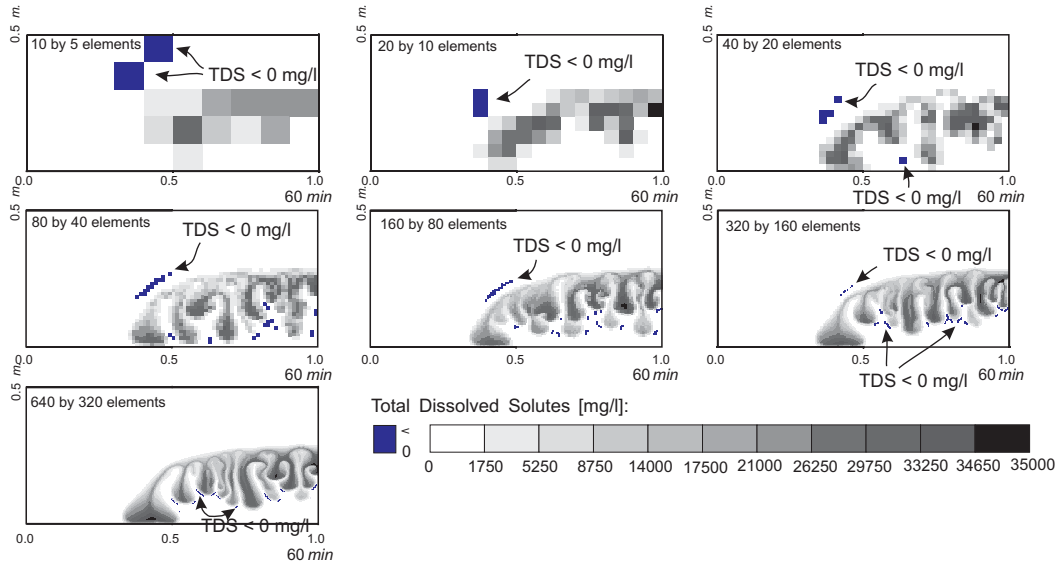 0.5 m.
10 by 5 elements
TDS < 0 mg/l
0.0
0.5
1.0
60 min
0.5 m.
20 by 10 elements
TDS < 0 mg/l
0.0
0.5
1.0
60 min
0.5 m.
40 by 20 elements
TDS < 0 mg/l
TDS < 0 mg/l
0.0
0.5
1.0
60 min
0.5 m.
80 by 40 elements
TDS < 0 mg/l
0.0
0.5
1.0
60 min
0.5 m.
160 by 80 elements
TDS < 0 mg/l
0.0
0.5
1.0
60 min
0.5 m.
320 by 160 elements
TDS < 0 mg/l
TDS < 0 mg/l
0.0
0.5
1.0
60 min
0.5 m.
640 by 320 elements
TDS < 0 mg/l
0.0
0.5
1.0
60 min
Total Dissolved Solutes [mg/l]:
<
0
0 1750 5250 8750 14000 17500 21000 26250 29750 33250 34650 35000